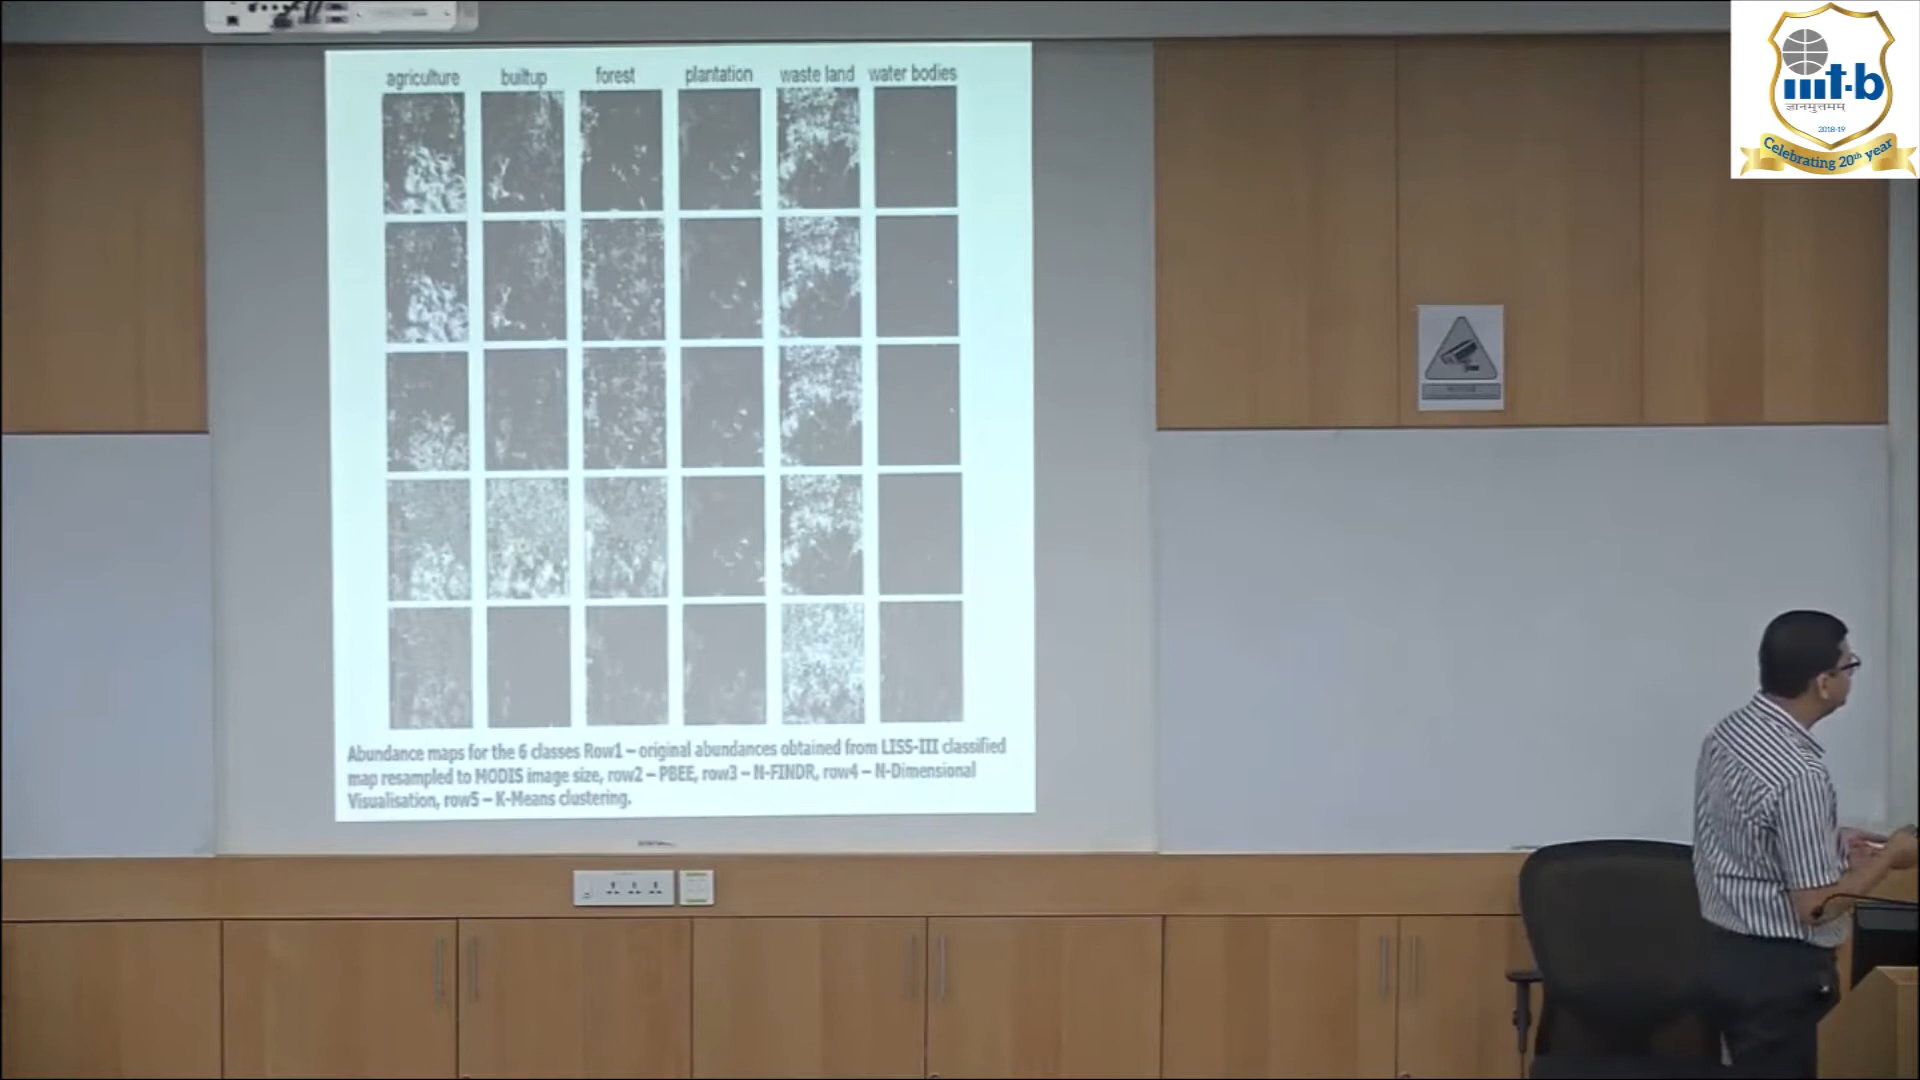 agriculture builtup forest plantation waste land water bodies
Abundance maps for the 6 classes Row1 – original abundances obtained from LISS-III classified
map resampled to MODIS image size, row2 – PBEE, row3 – N-FINDR, row4 – N-Dimensional
Visualisation, row5 – K-Means clustering.
iiit-b
ज्ञानमुत्तमम्
2018-19
Celebrating 20th year